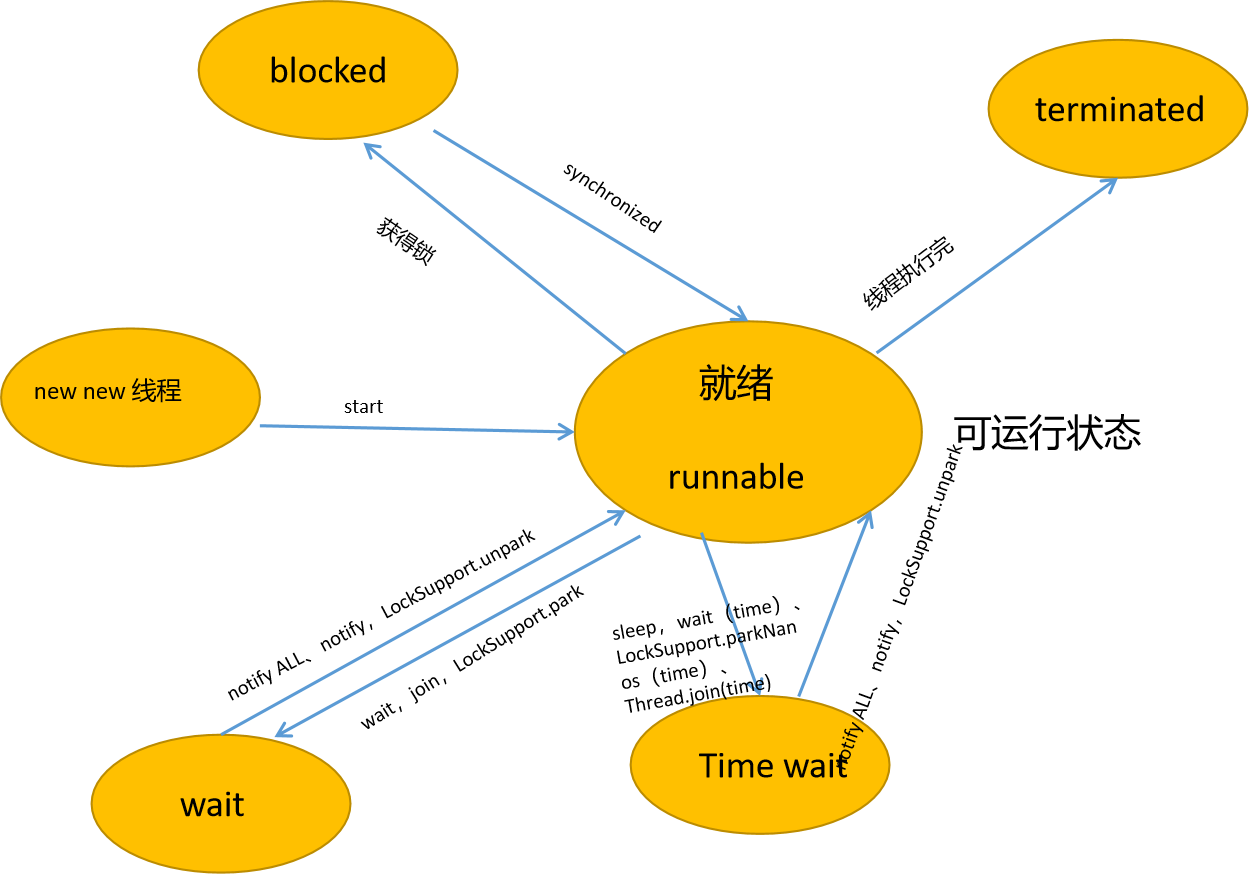 blocked
terminated
synchronized
获得锁
线程执行完
new new 线程
start
就绪
runnable
可运行状态
notify ALL、notify，LockSupport.unpark
wait，join，LockSupport.park
sleep，wait（time）、
LockSupport.parkNan
os（time）、
Thread.join(time)
notify ALL、notify，LockSupport.unpark
wait
Time wait